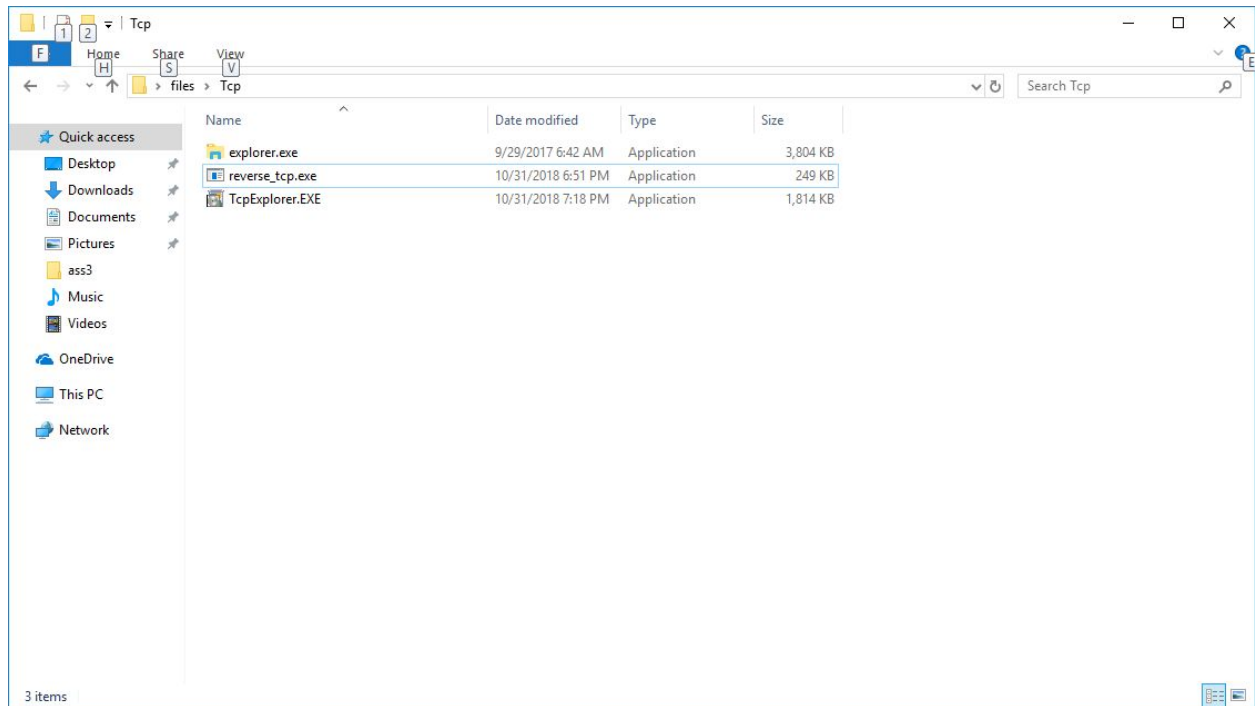 Tcp
1 2
F Home Share View
H S V E
files > Tcp
Search Tcp
Name Date modified Type Size
Quick access
Desktop
Downloads
Documents
Pictures
ass3
Music
Videos
OneDrive
This PC
Network
explorer.exe 9/29/2017 6:42 AM Application 3,804 KB
reverse_tcp.exe 10/31/2018 6:51 PM Application 249 KB
TcpExplorer.EXE 10/31/2018 7:18 PM Application 1,814 KB
3 items